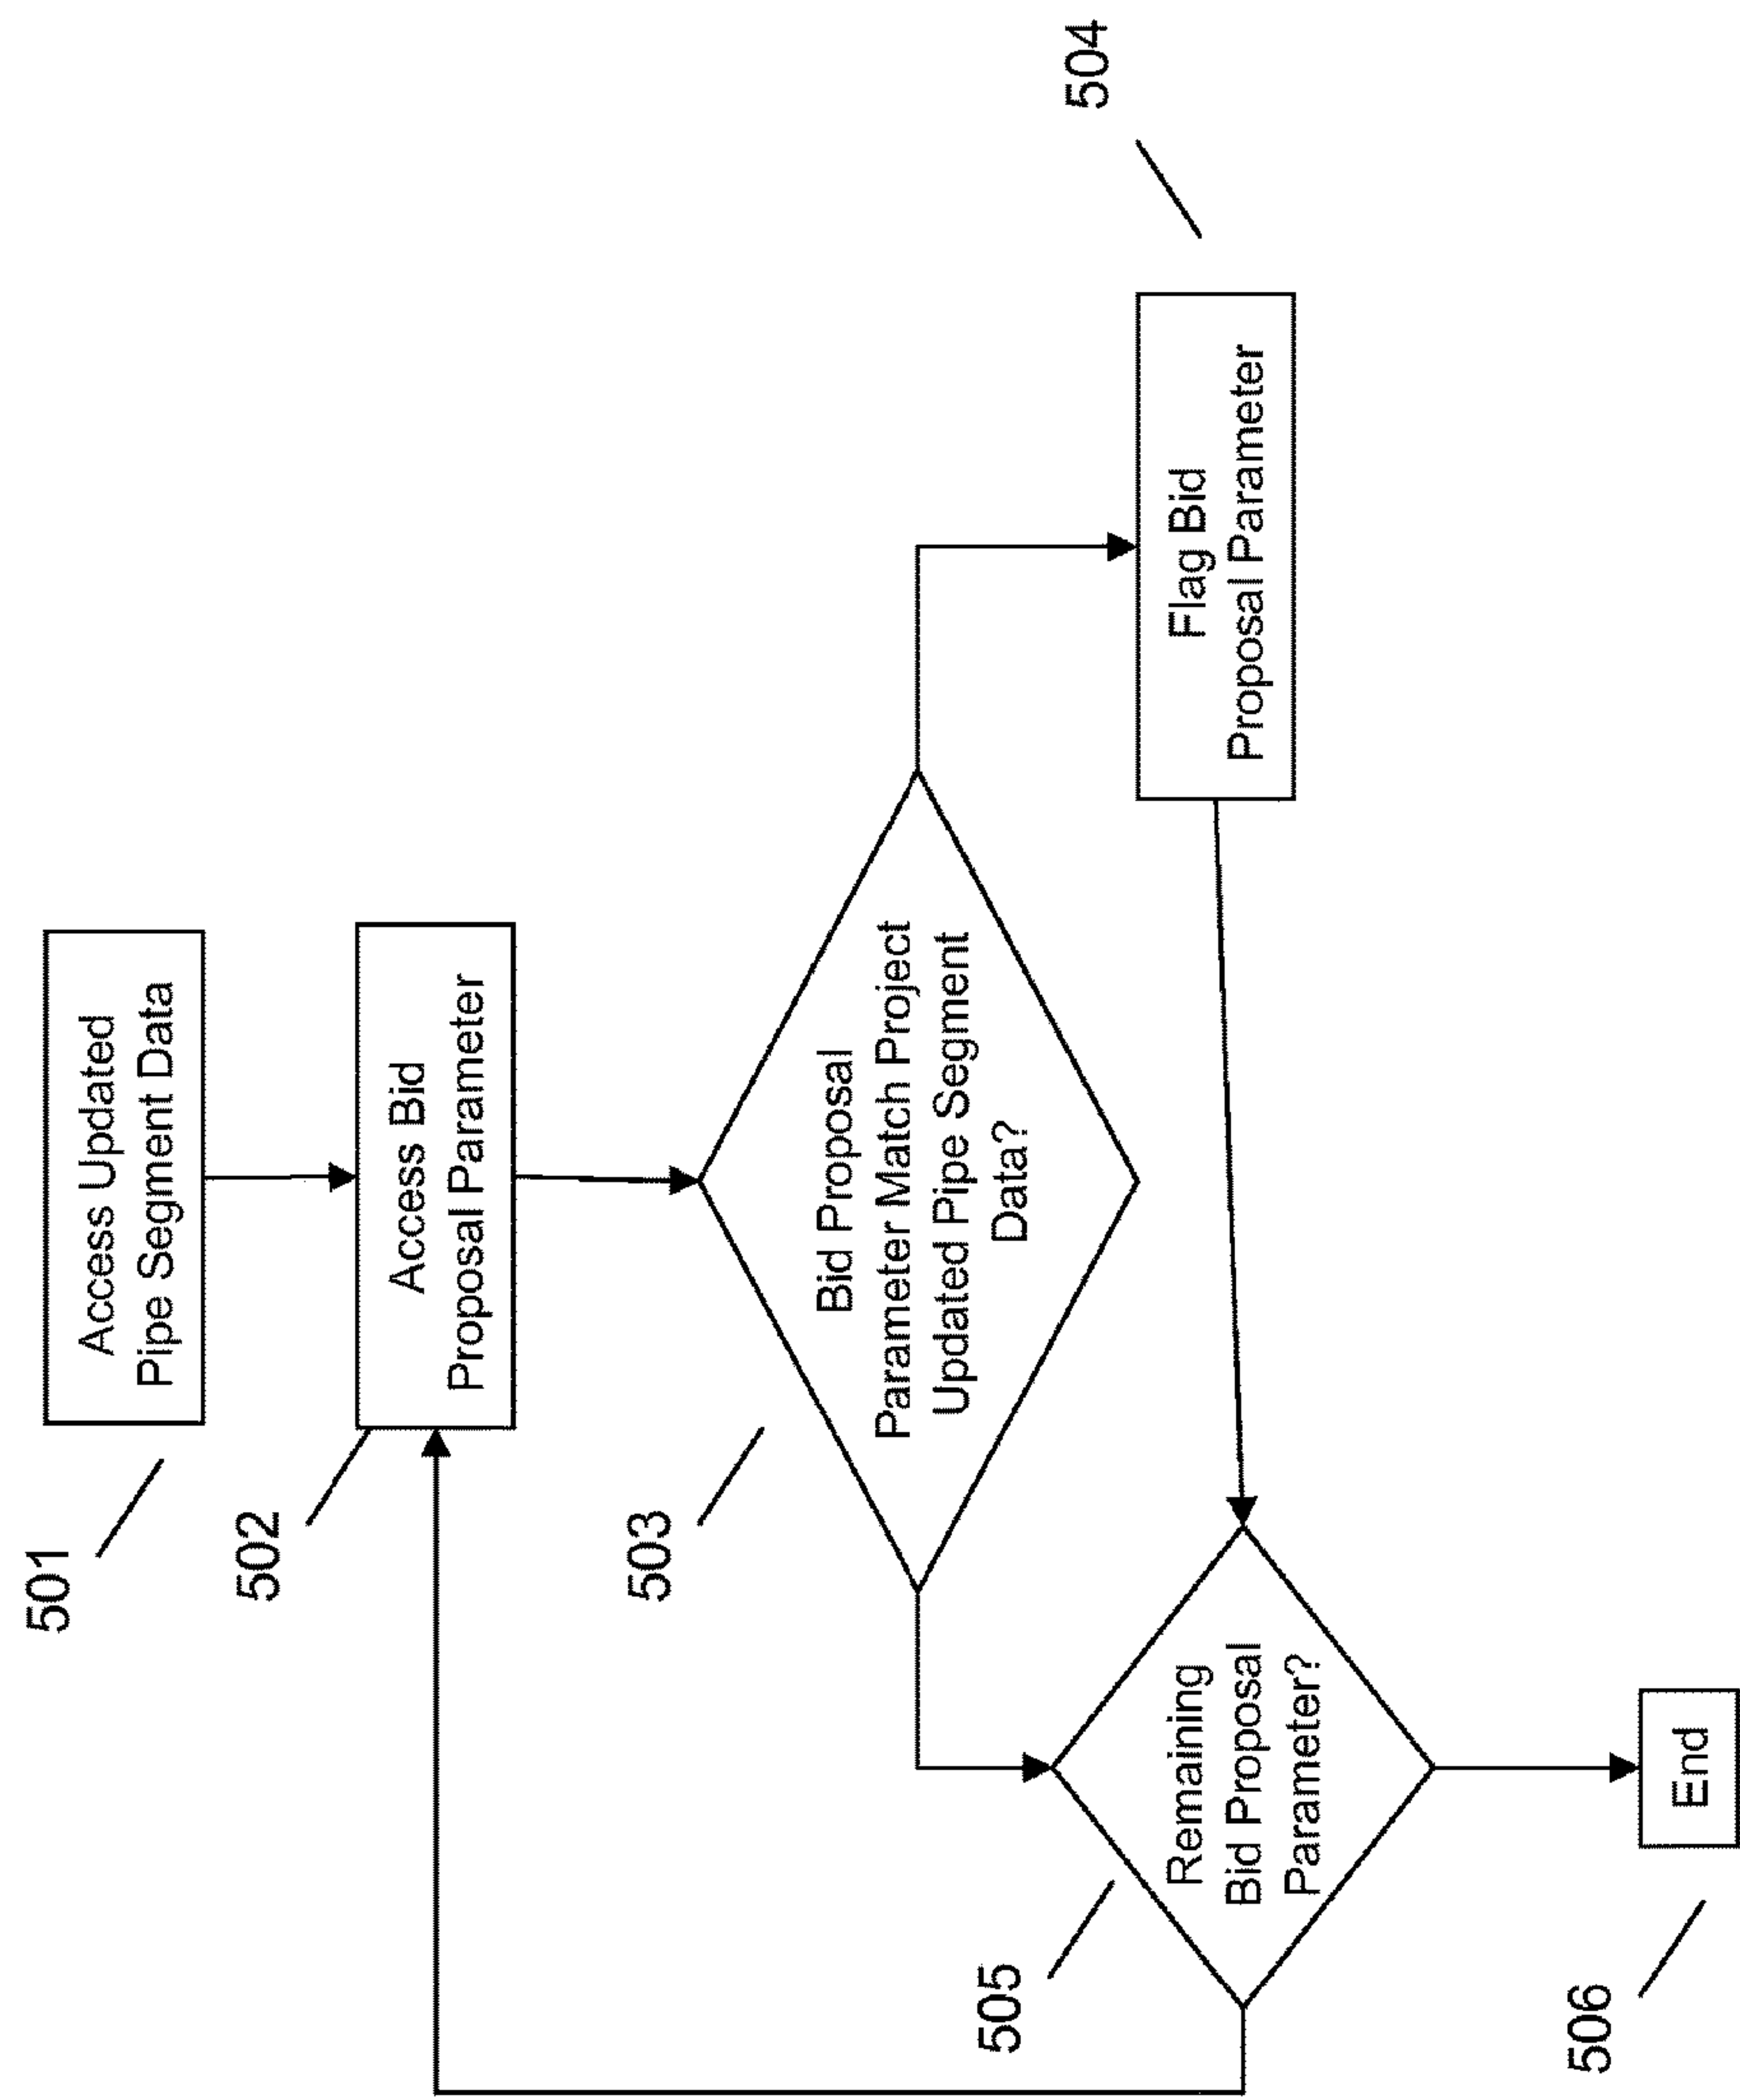 501
Access Updated
Pipe Segment Data
502
Access Bid
Proposal Parameter
503
Bid Proposal
Parameter Match Project
Updated Pipe Segment
Data?
504
Flag Bid
Proposal Parameter
505
Remaining
Bid Proposal
Parameter?
506
End